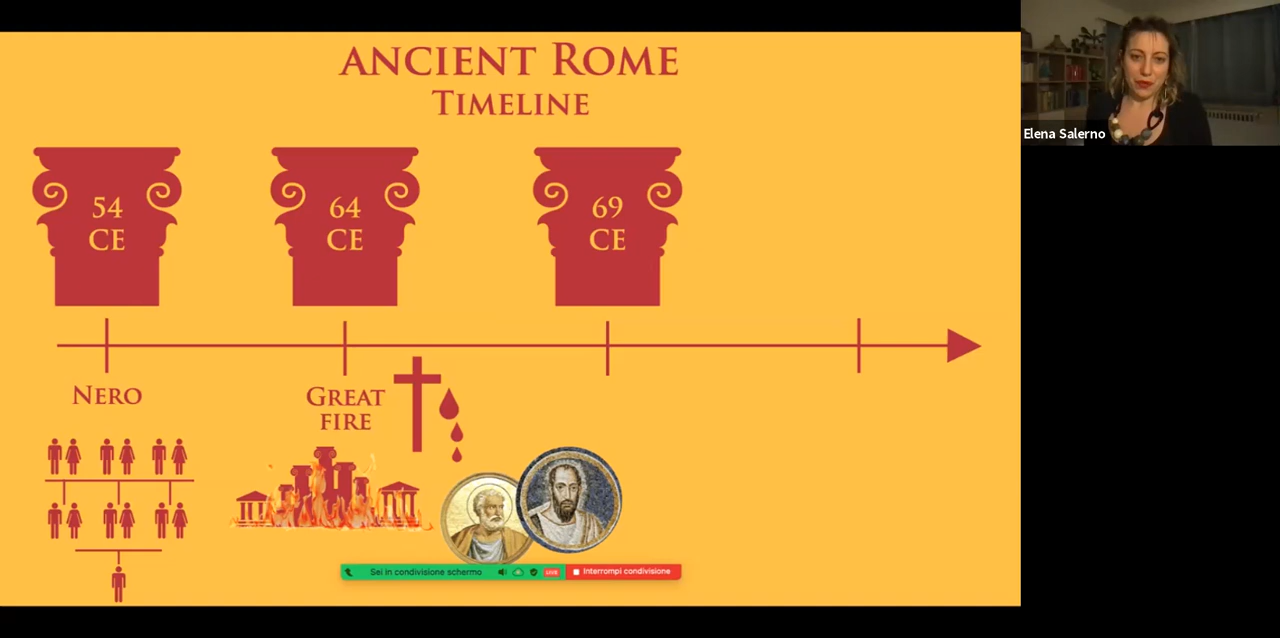 ANCIENT ROME
TIMELINE
54
CE
64
CE
69
CE
NERO
GREAT
FIRE
Sei in condivisione schermo LIVE Interrompi condivisione
Elena Salerno